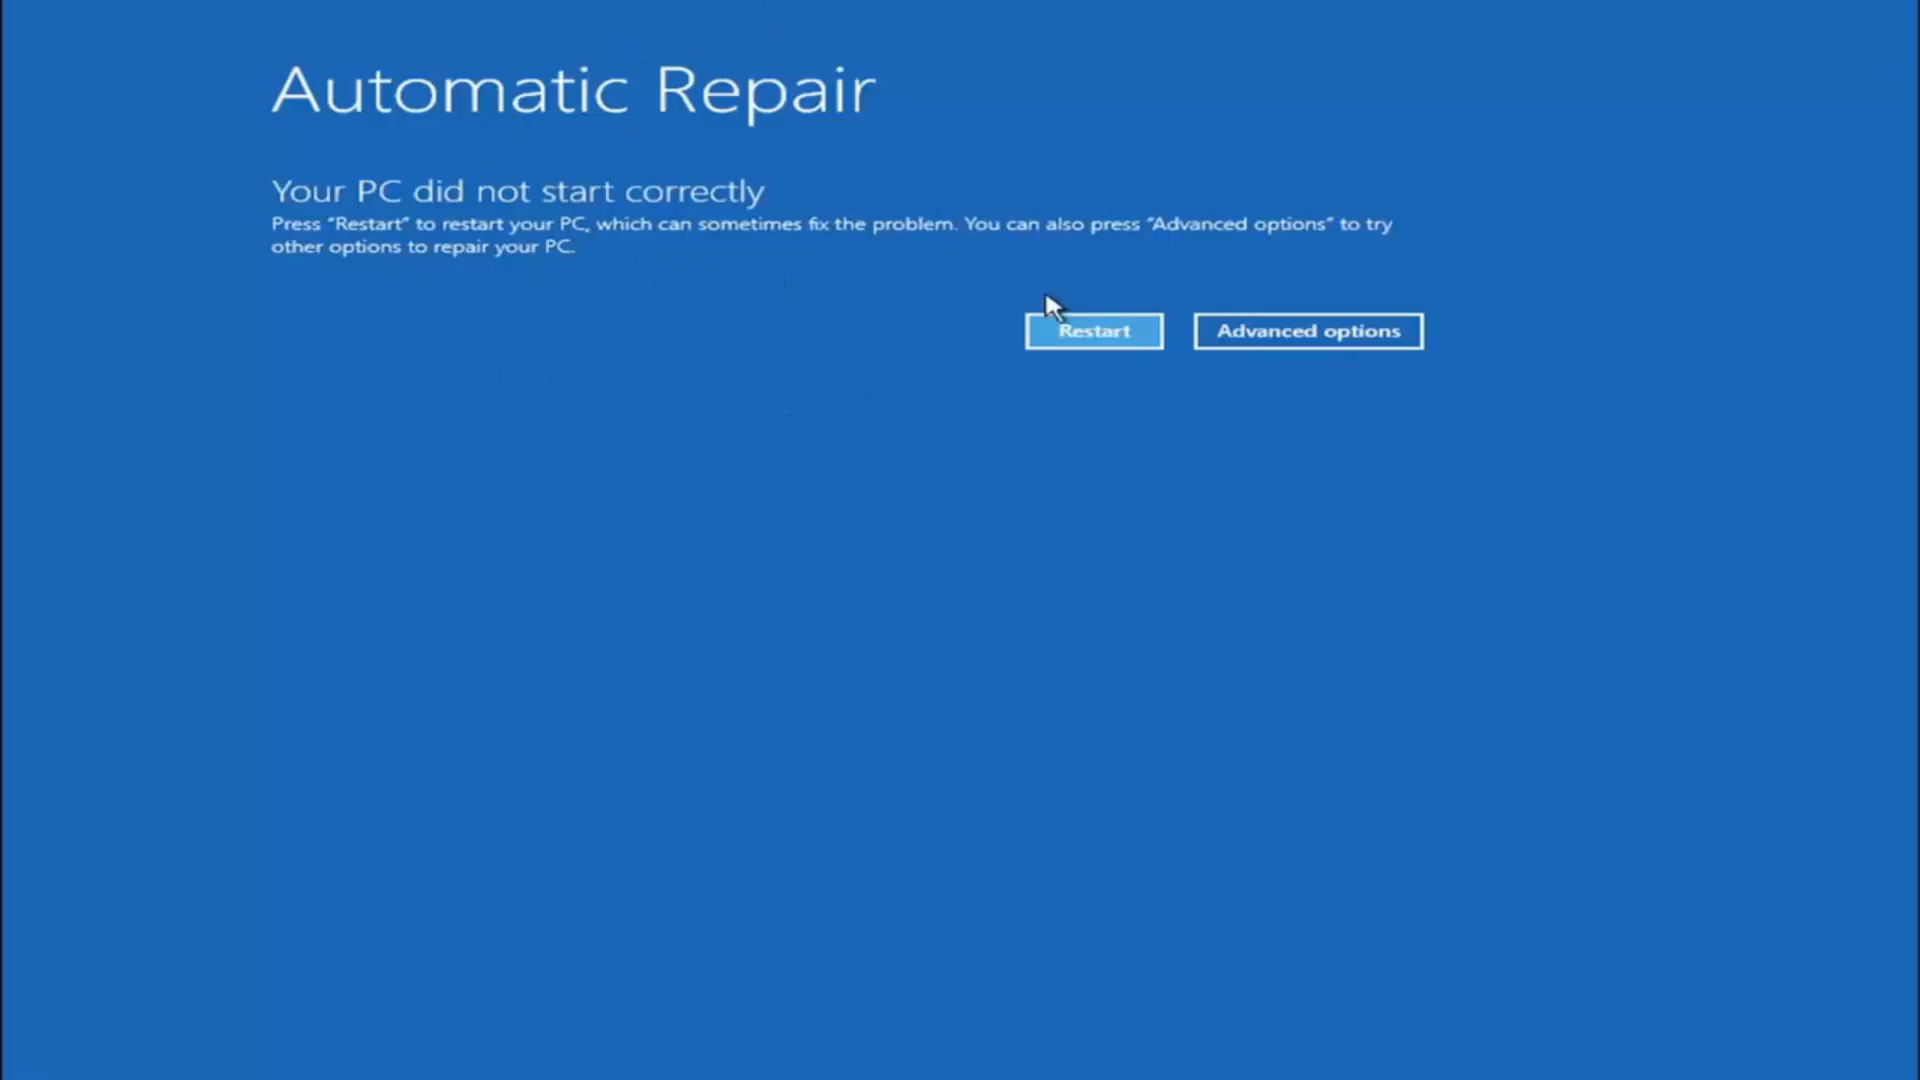 Automatic Repair
Your PC did not start correctly
Press “Restart” to restart your PC, which can sometimes fix the problem. You can also press “Advanced options” to try
other options to repair your PC.
Restart
Advanced options